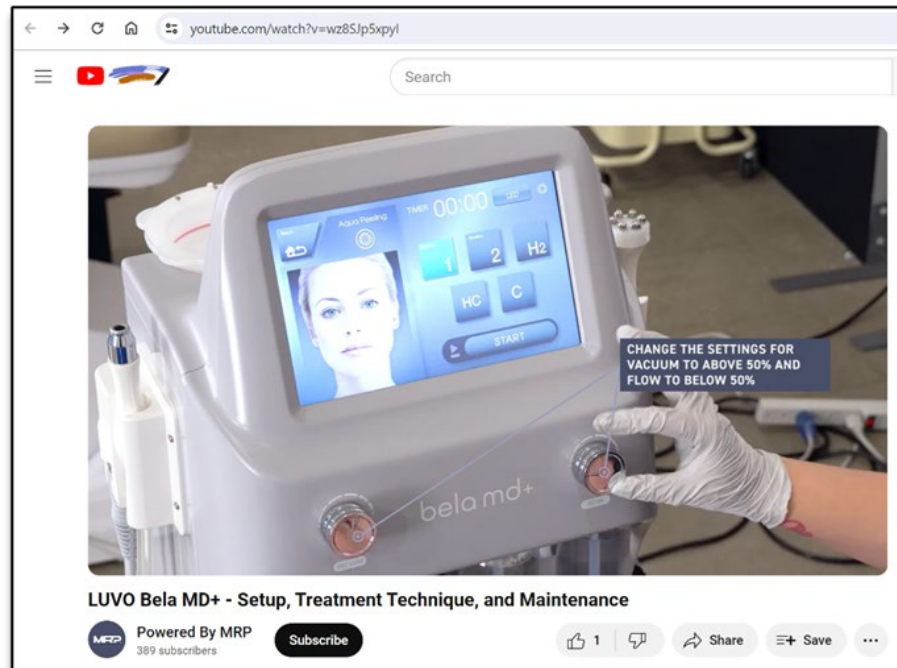 youtube.com/watch?v=wz8SJp5xpyI
Search
Aqua Peeling
TIMER 00:00
LED
1
2
H2
HC
C
START
CHANGE THE SETTINGS FOR
VACUUM TO ABOVE 50% AND
FLOW TO BELOW 50%
bela md+
LUVO Bela MD+ - Setup, Treatment Technique, and Maintenance
MRP
Powered By MRP
389 subscribers
Subscribe
1
Share
Save